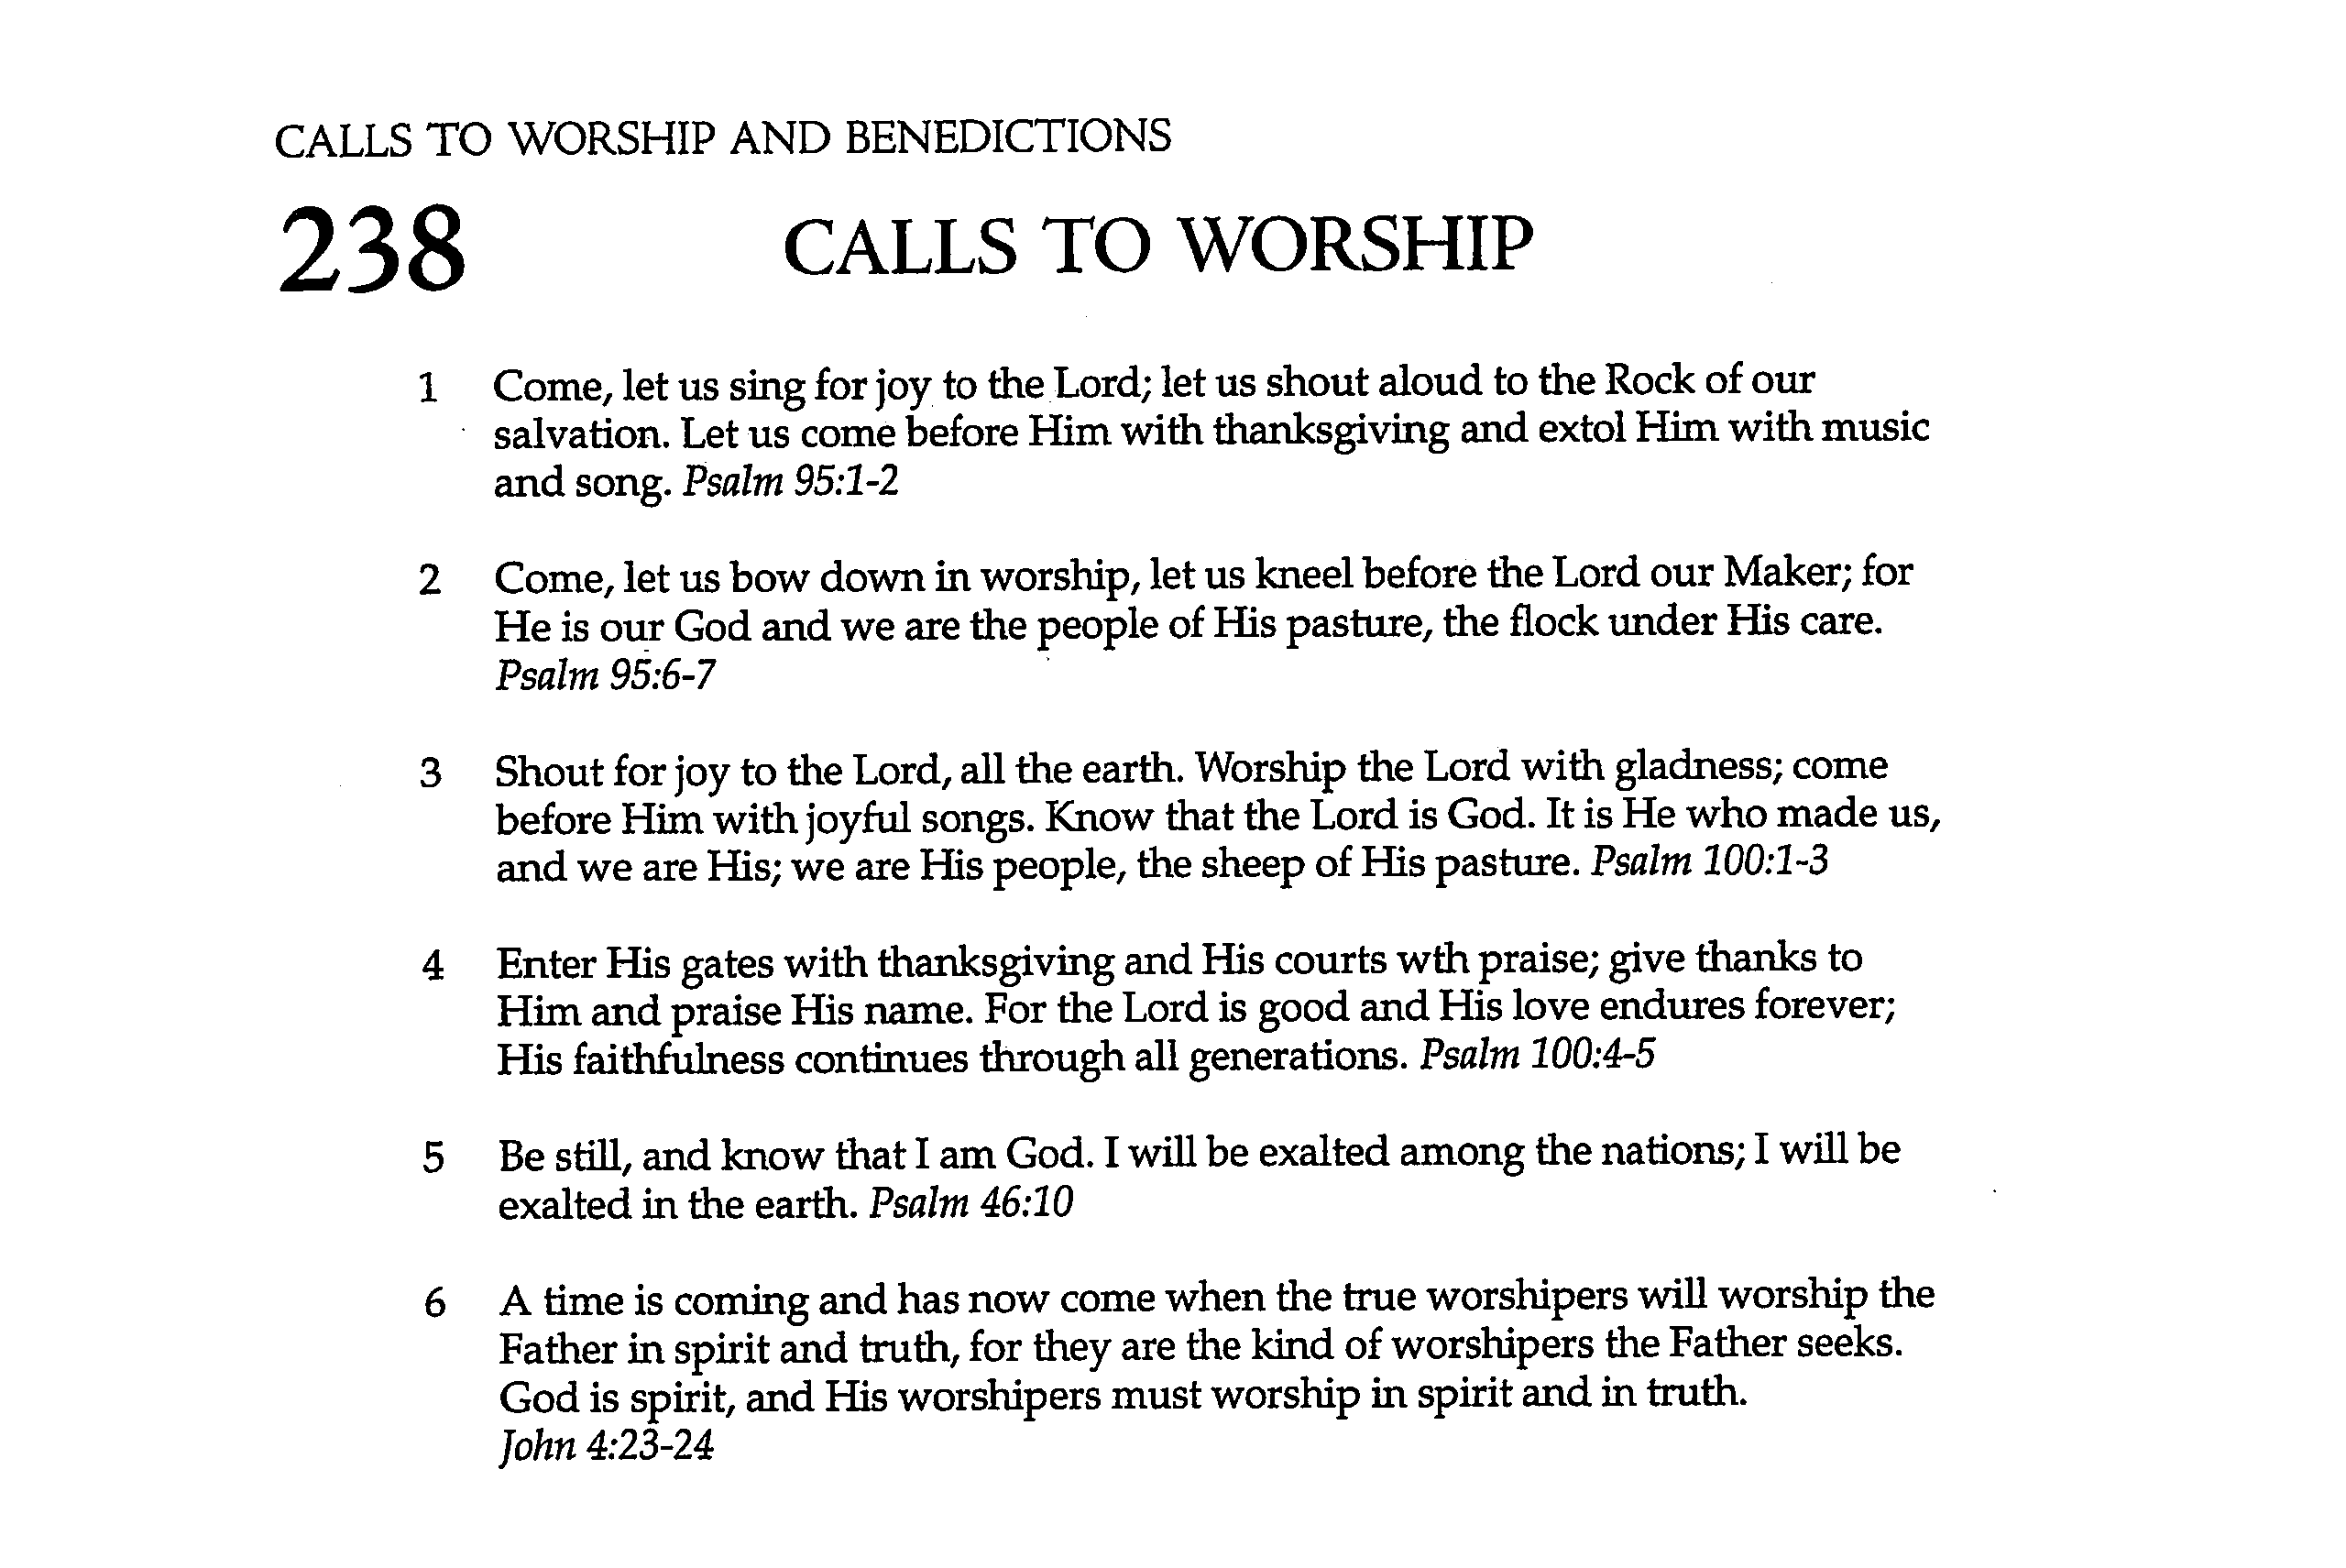 CALLS TO WORSHIP AND BENEDICTIONS
238 CALLS TO WORSHIP
1 Come, let us sing for joy to the Lord; let us shout aloud to the Rock of our
salvation. Let us come before Him with thanksgiving and extol Him with music
and song. Psalm 95:1-2
2 Come, let us bow down in worship, let us kneel before the Lord our Maker; for
He is our God and we are the people of His pasture, the flock under His care.
Psalm 95:6-7
3 Shout for joy to the Lord, all the earth. Worship the Lord with gladness; come
before Him with joyful songs. Know that the Lord is God. It is He who made us,
and we are His; we are His people, the sheep of His pasture. Psalm 100:1-3
4 Enter His gates with thanksgiving and His courts wth praise; give thanks to
Him and praise His name. For the Lord is good and His love endures forever;
His faithfulness continues through all generations. Psalm 100:4-5
5 Be still, and know that I am God. I will be exalted among the nations; I will be
exalted in the earth. Psalm 46:10
6 A time is coming and has now come when the true worshipers will worship the
Father in spirit and truth, for they are the kind of worshipers the Father seeks.
God is spirit, and His worshipers must worship in spirit and in truth.
John 4:23-24